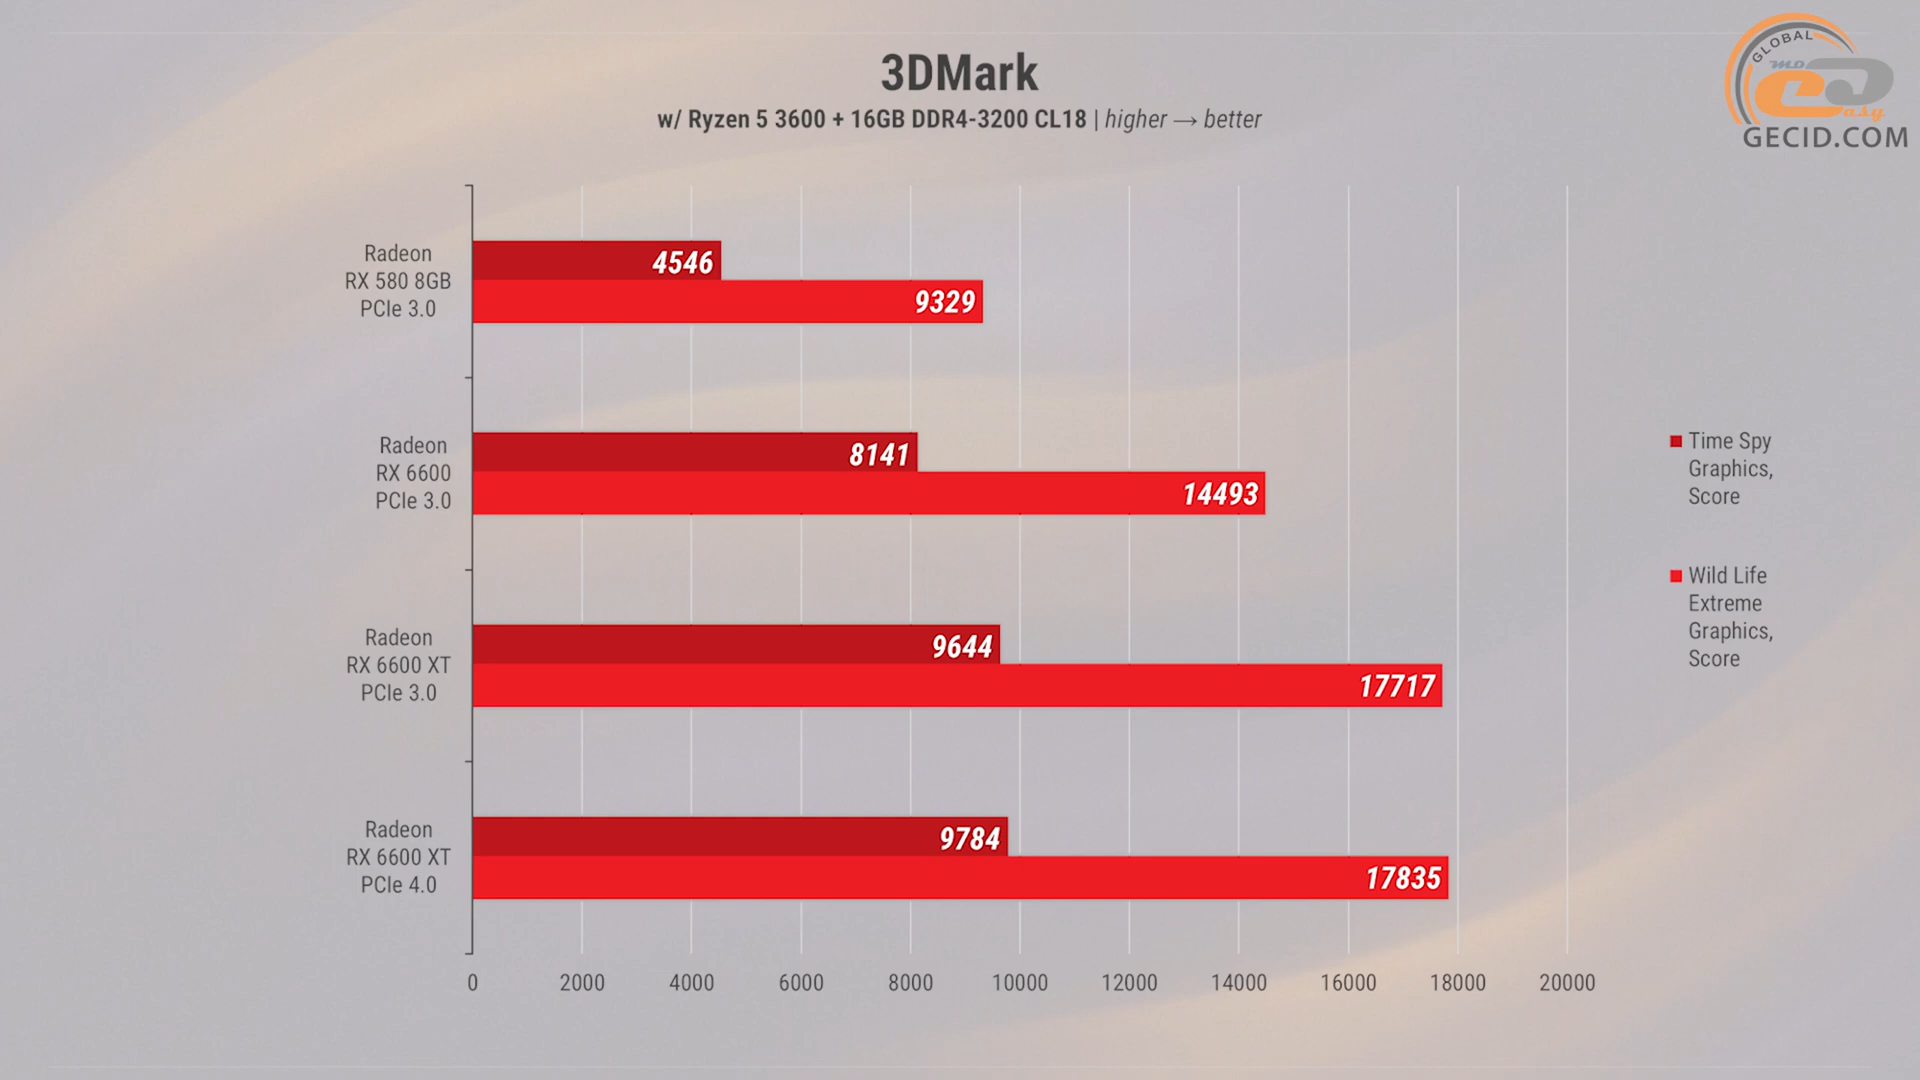 3DMark
w/ Ryzen 5 3600 + 16GB DDR4-3200 CL18 | higher → better
GLOBAL
MO
asy
GECID.COM
Radeon
RX 580 8GB
PCIe 3.0
4546
9329
Radeon
RX 6600
PCIe 3.0
8141
14493
Radeon
RX 6600 XT
PCIe 3.0
9644
17717
Radeon
RX 6600 XT
PCIe 4.0
9784
17835
0 2000 4000 6000 8000 10000 12000 14000 16000 18000 20000
Time Spy
Graphics,
Score
Wild Life
Extreme
Graphics,
Score